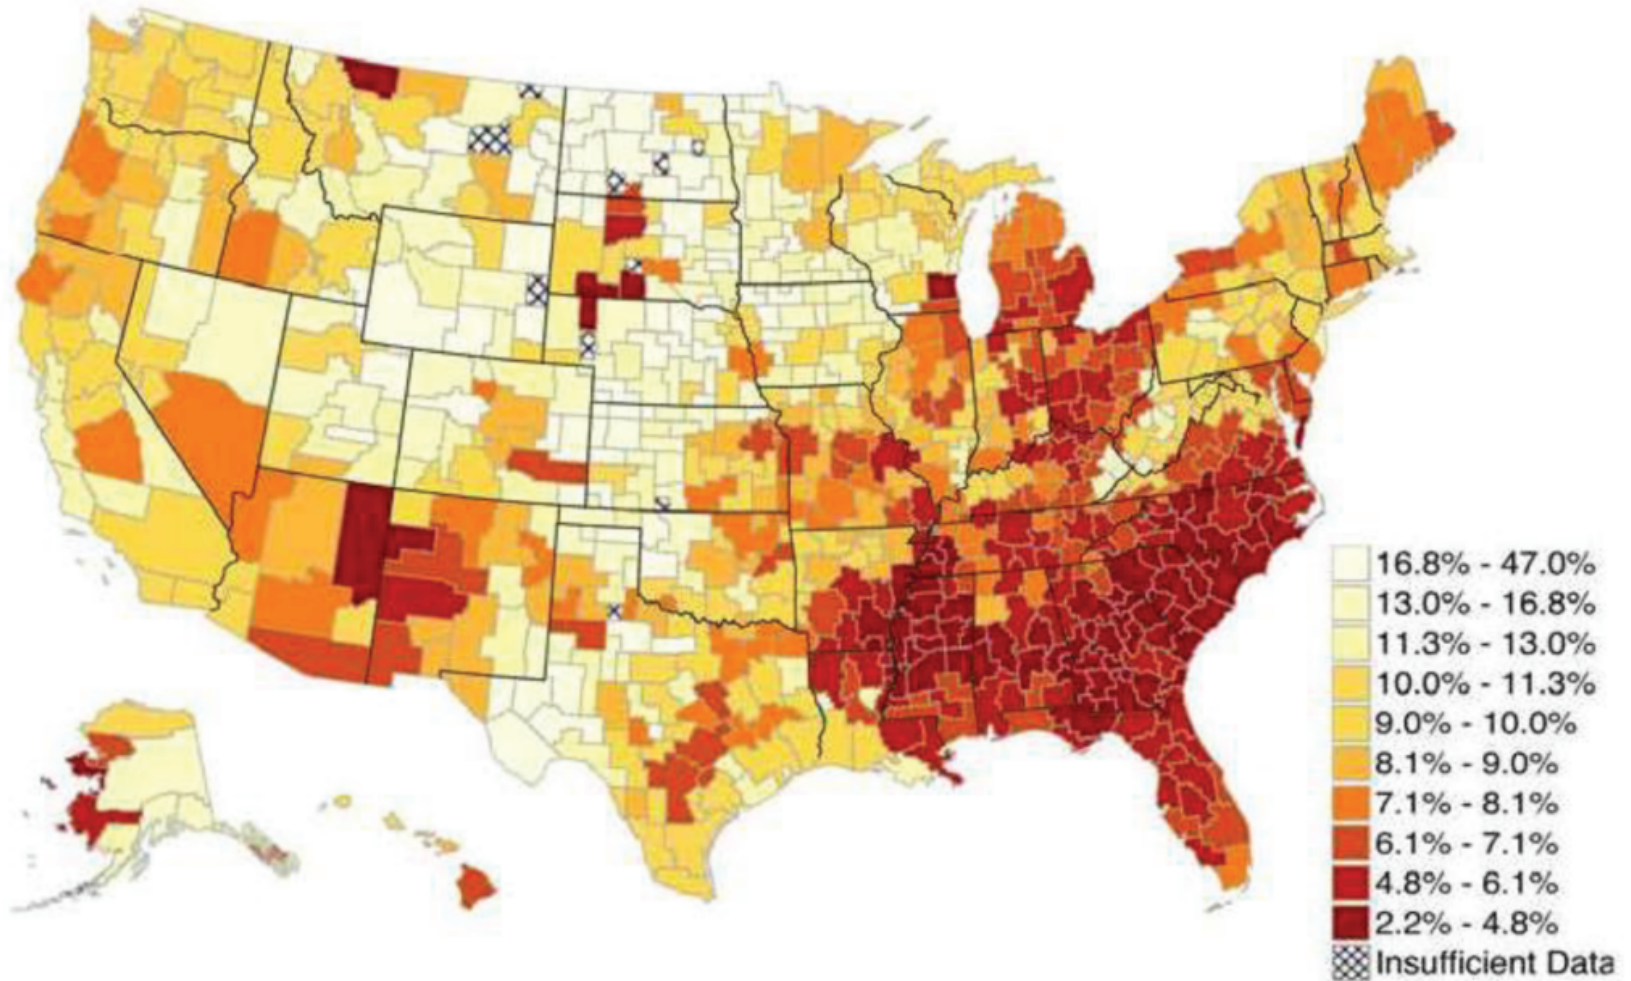 16.8% - 47.0%
13.0% - 16.8%
11.3% - 13.0%
10.0% - 11.3%
9.0% - 10.0%
8.1% - 9.0%
7.1% - 8.1%
6.1% - 7.1%
4.8% - 6.1%
2.2% - 4.8%
Insufficient Data